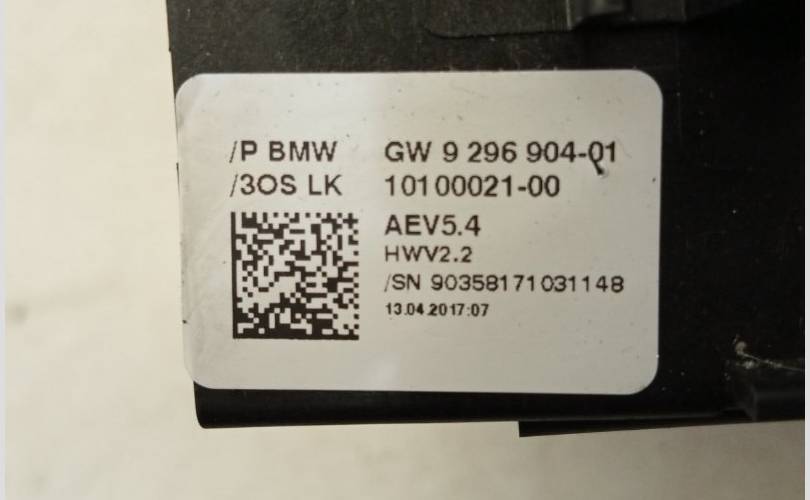 /P BMW GW 9 296 904-01
/3OS LK 10100021-00
AEV5.4
HWV2.2
/SN 90358171031148
13.04.2017:07